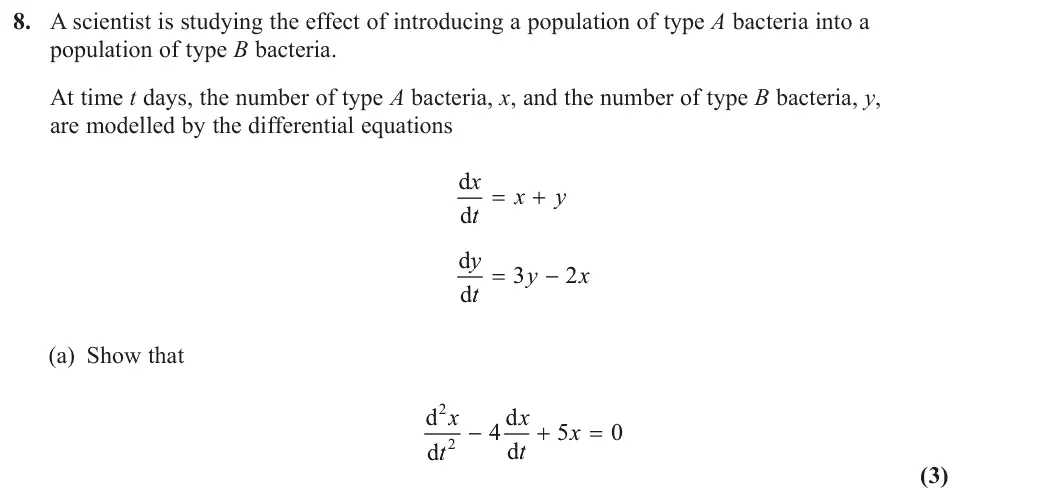 8. A scientist is studying the effect of introducing a population of type A bacteria into a
population of type B bacteria.
At time t days, the number of type A bacteria, x, and the number of type B bacteria, y,
are modelled by the differential equations
dx/dt = x + y
dy/dt = 3y − 2x
(a) Show that
d²x/dt² − 4 dx/dt + 5x = 0
(3)